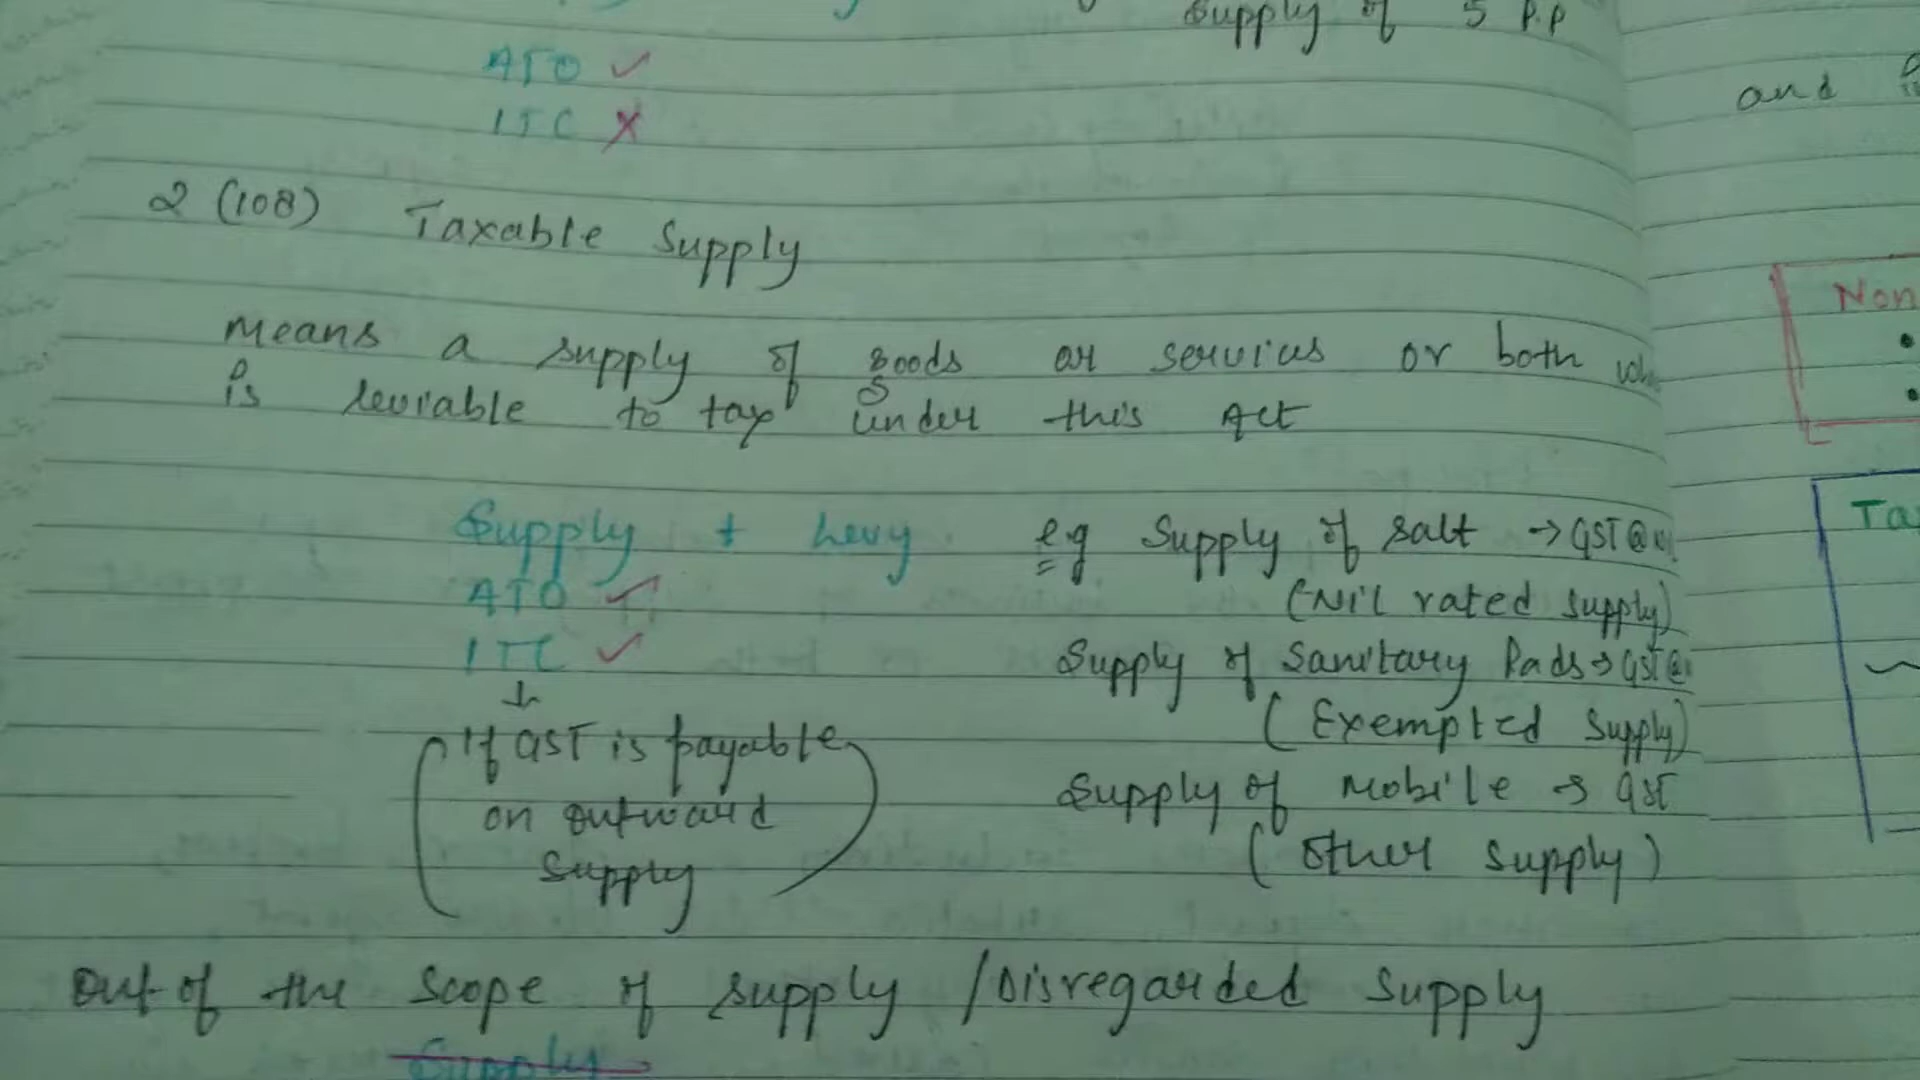 Supply of 5 P.P
ATO ✓
ITC ✗
2 (108) Taxable Supply
means a supply of goods or services or both
is leviable to tax under this Act
Supply + Levy
ATO ✓
ITC ✓
↓
(If GST is payable
on outward
supply)
eg Supply of salt → GST @
(Nil rated supply)
Supply of Sanitary Pads → GST @
(Exempted Supply)
Supply of Mobile → GST
(Other supply)
Out of the Scope of supply / Disregarded Supply
Supply
and
Non
Ta